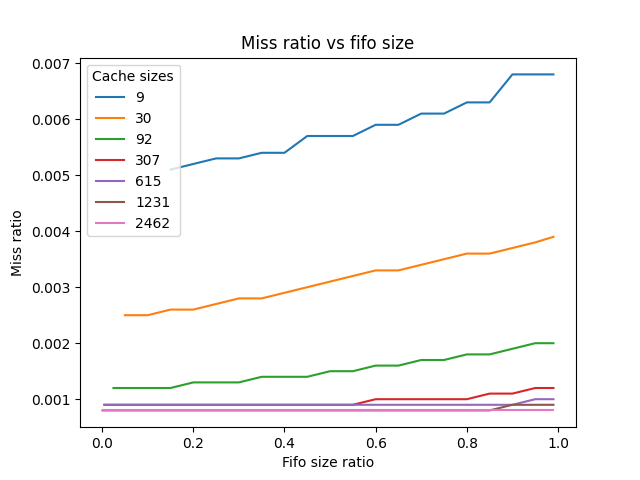 Miss ratio vs fifo size
Cache sizes
9
30
92
307
615
1231
2462
0.007
0.006
0.005
0.004
0.003
0.002
0.001
Miss ratio
0.0 0.2 0.4 0.6 0.8 1.0
Fifo size ratio